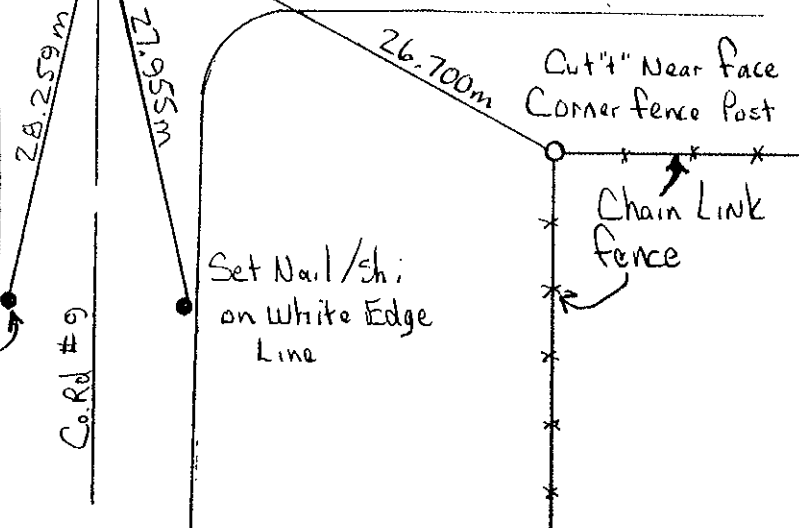 28.259m
27.955m
26.700m
Cut "t" Near face
Corner fence Post
Chain Link
fence
Set Nail/Shi
on White Edge
Line
Co. Rd #9